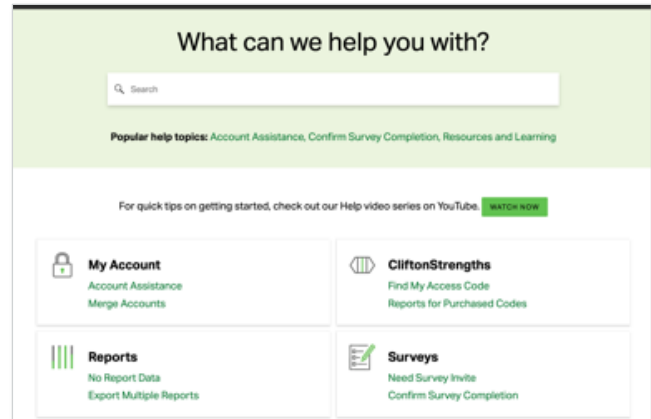 What can we help you with?
Search
Popular help topics: Account Assistance, Confirm Survey Completion, Resources and Learning
For quick tips on getting started, check out our Help video series on YouTube. WATCH NOW
My Account
Account Assistance
Merge Accounts
CliftonStrengths
Find My Access Code
Reports for Purchased Codes
Reports
No Report Data
Export Multiple Reports
Surveys
Need Survey Invite
Confirm Survey Completion